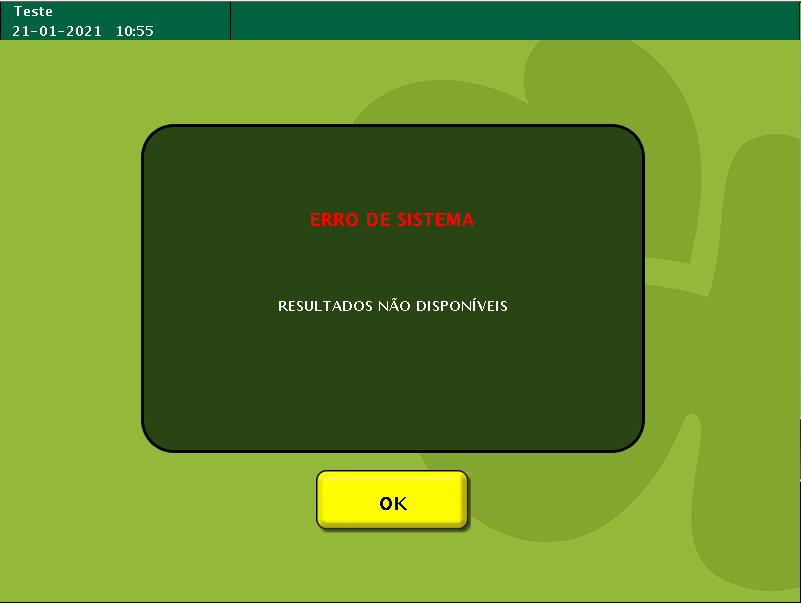 Teste
21-01-2021 10:55
ERRO DE SISTEMA
RESULTADOS NÃO DISPONÍVEIS
OK